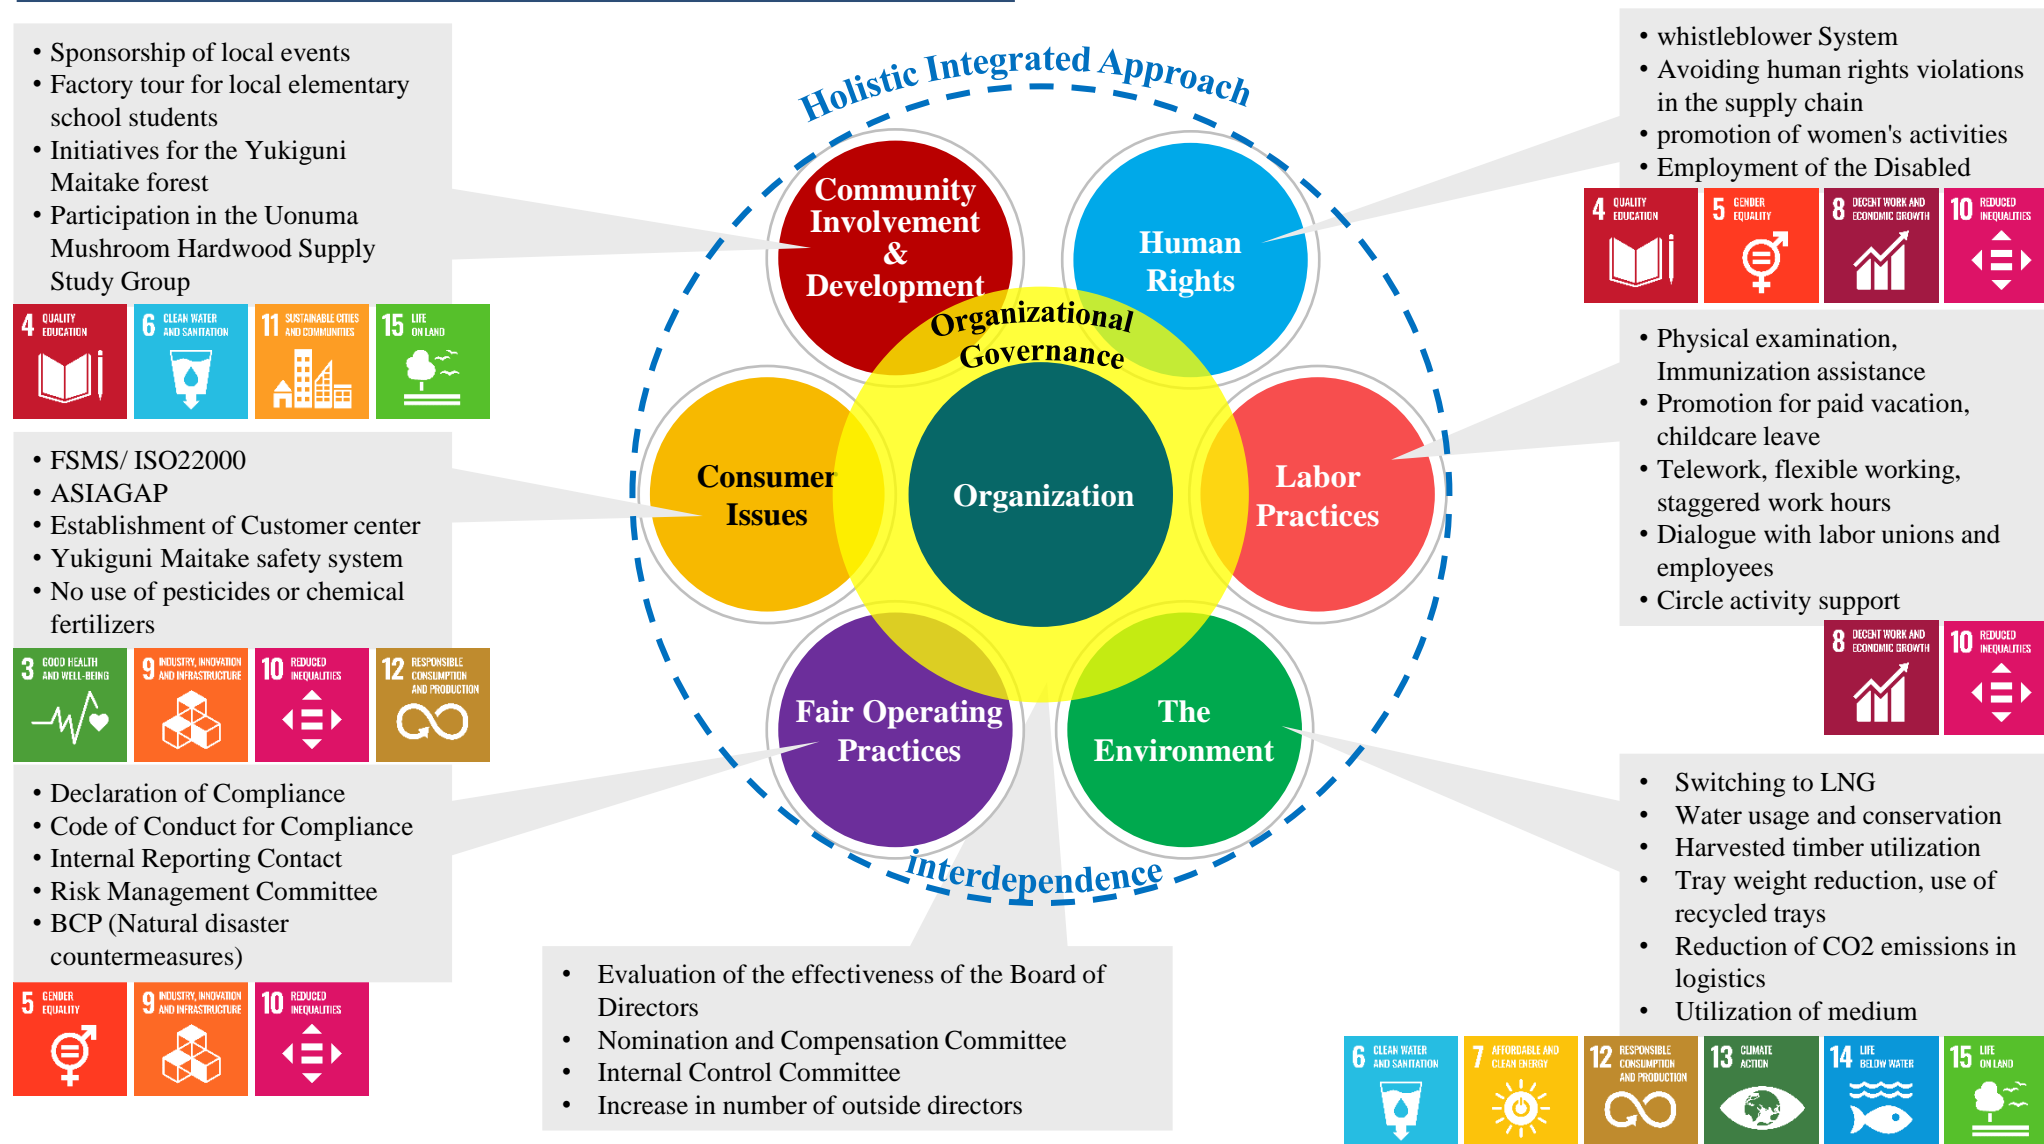 • Sponsorship of local events
• Factory tour for local elementary
school students
• Initiatives for the Yukiguni
Maitake forest
• Participation in the Uonuma
Mushroom Hardwood Supply
Study Group
4 QUALITY
EDUCATION
6 CLEAN WATER
AND SANITATION
11 SUSTAINABLE CITIES
AND COMMUNITIES
15 LIFE
ON LAND
• FSMS/ ISO22000
• ASIAGAP
• Establishment of Customer center
• Yukiguni Maitake safety system
• No use of pesticides or chemical
fertilizers
3 GOOD HEALTH
AND WELL-BEING
9 INDUSTRY, INNOVATION
AND INFRASTRUCTURE
10 REDUCED
INEQUALITIES
12 RESPONSIBLE
CONSUMPTION
AND PRODUCTION
• Declaration of Compliance
• Code of Conduct for Compliance
• Internal Reporting Contact
• Risk Management Committee
• BCP (Natural disaster
countermeasures)
5 GENDER
EQUALITY
9 INDUSTRY, INNOVATION
AND INFRASTRUCTURE
10 REDUCED
INEQUALITIES
Holistic Integrated Approach
Community
Involvement
&
Development
Human
Rights
Organizational
Governance
Consumer
Issues
Organization
Labor
Practices
Fair Operating
Practices
The
Environment
interdependence
• Evaluation of the effectiveness of the Board of
Directors
• Nomination and Compensation Committee
• Internal Control Committee
• Increase in number of outside directors
• whistleblower System
• Avoiding human rights violations
in the supply chain
• promotion of women's activities
• Employment of the Disabled
4 QUALITY
EDUCATION
5 GENDER
EQUALITY
8 DECENT WORK AND
ECONOMIC GROWTH
10 REDUCED
INEQUALITIES
• Physical examination,
Immunization assistance
• Promotion for paid vacation,
childcare leave
• Telework, flexible working,
staggered work hours
• Dialogue with labor unions and
employees
• Circle activity support
8 DECENT WORK AND
ECONOMIC GROWTH
10 REDUCED
INEQUALITIES
• Switching to LNG
• Water usage and conservation
• Harvested timber utilization
• Tray weight reduction, use of
recycled trays
• Reduction of CO2 emissions in
logistics
• Utilization of medium
6 CLEAN WATER
AND SANITATION
7 AFFORDABLE AND
CLEAN ENERGY
12 RESPONSIBLE
CONSUMPTION
AND PRODUCTION
13 CLIMATE
ACTION
14 LIFE
BELOW WATER
15 LIFE
ON LAND